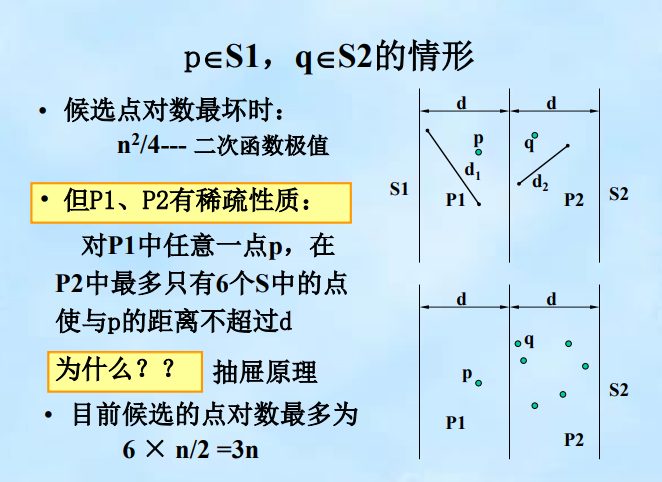 p∈S1，q∈S2的情形
• 候选点对数最坏时：
n²/4--- 二次函数极值
• 但P1、P2有稀疏性质：
对P1中任意一点p，在
P2中最多只有6个S中的点
使与p的距离不超过d
为什么？？ 抽屉原理
• 目前候选的点对数最多为
6 × n/2 =3n
d d
p q
d₁ d₂
S1 P1 P2 S2
d d
q
p
S2
P1
P2